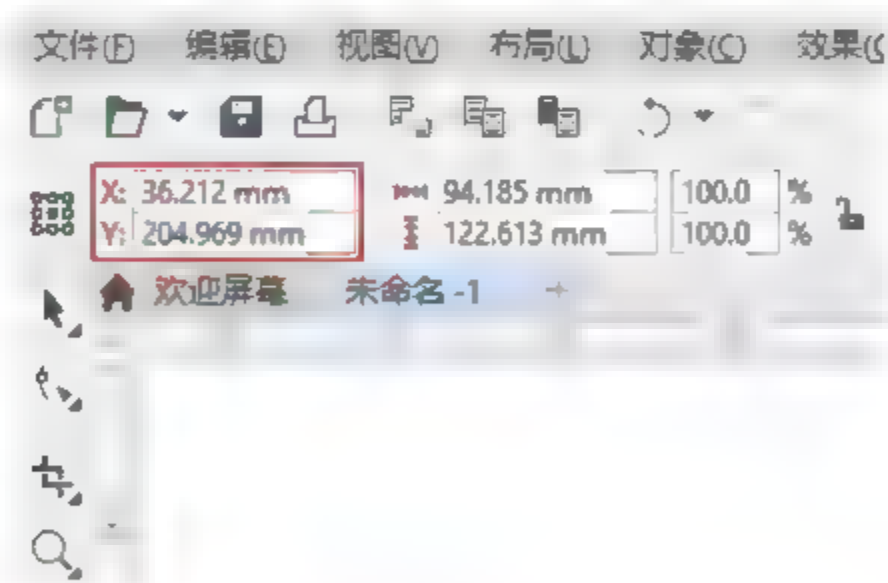 文件(F) 编辑(E) 视图(V) 布局(L) 对象(C) 效果(
X: 36.212 mm 94.185 mm 100.0 %
Y: 204.969 mm 122.613 mm 100.0 %
欢迎屏幕 未命名 -1 +